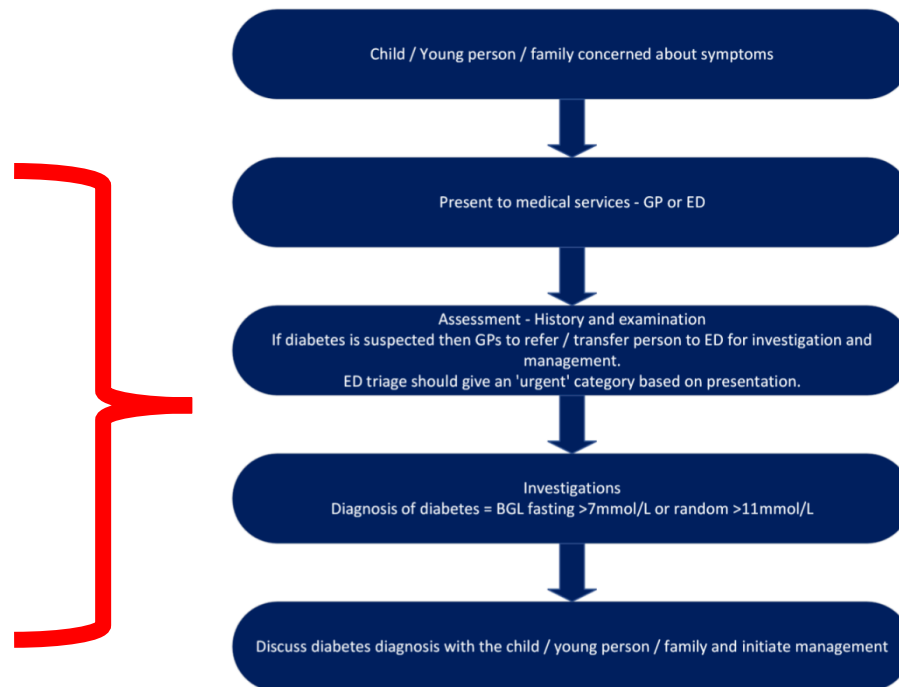 Child / Young person / family concerned about symptoms
Present to medical services - GP or ED
Assessment - History and examination
If diabetes is suspected then GPs to refer / transfer person to ED for investigation and
management.
ED triage should give an 'urgent' category based on presentation.
Investigations
Diagnosis of diabetes = BGL fasting >7mmol/L or random >11mmol/L
Discuss diabetes diagnosis with the child / young person / family and initiate management